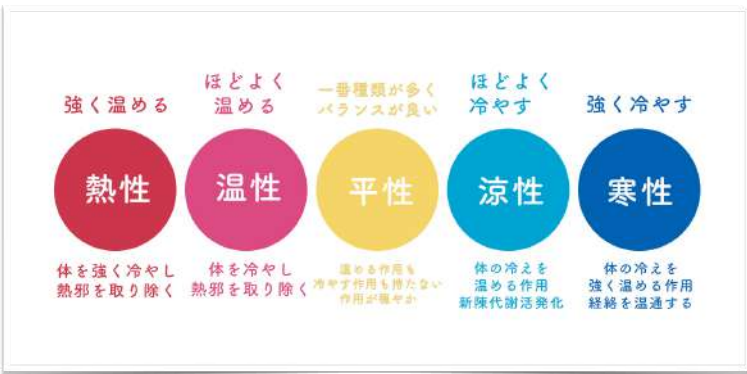 強く温める
ほどよく
温める
一番種類が多く
バランスが良い
ほどよく
冷やす
強く冷やす
熱性
温性
平性
涼性
寒性
体を強く冷やし
熱邪を取り除く
体を冷やし
熱邪を取り除く
温める作用も
冷やす作用も持たない
作用が穏やか
体の冷えを
温める作用
新陳代謝活発化
体の冷えを
強く温める作用
経絡を温通する